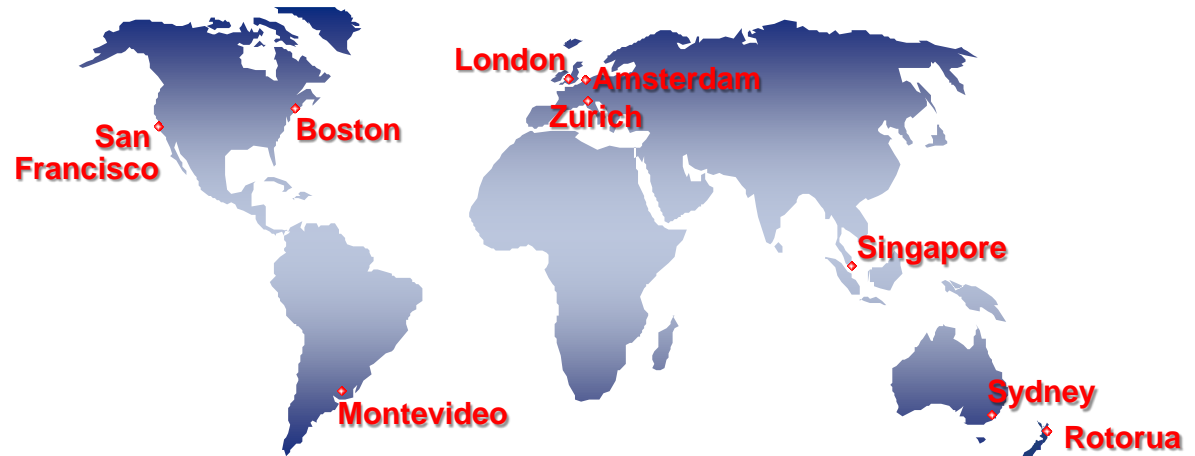 London
Amsterdam
Zurich
Boston
San
Francisco
Singapore
Sydney
Montevideo
Rotorua